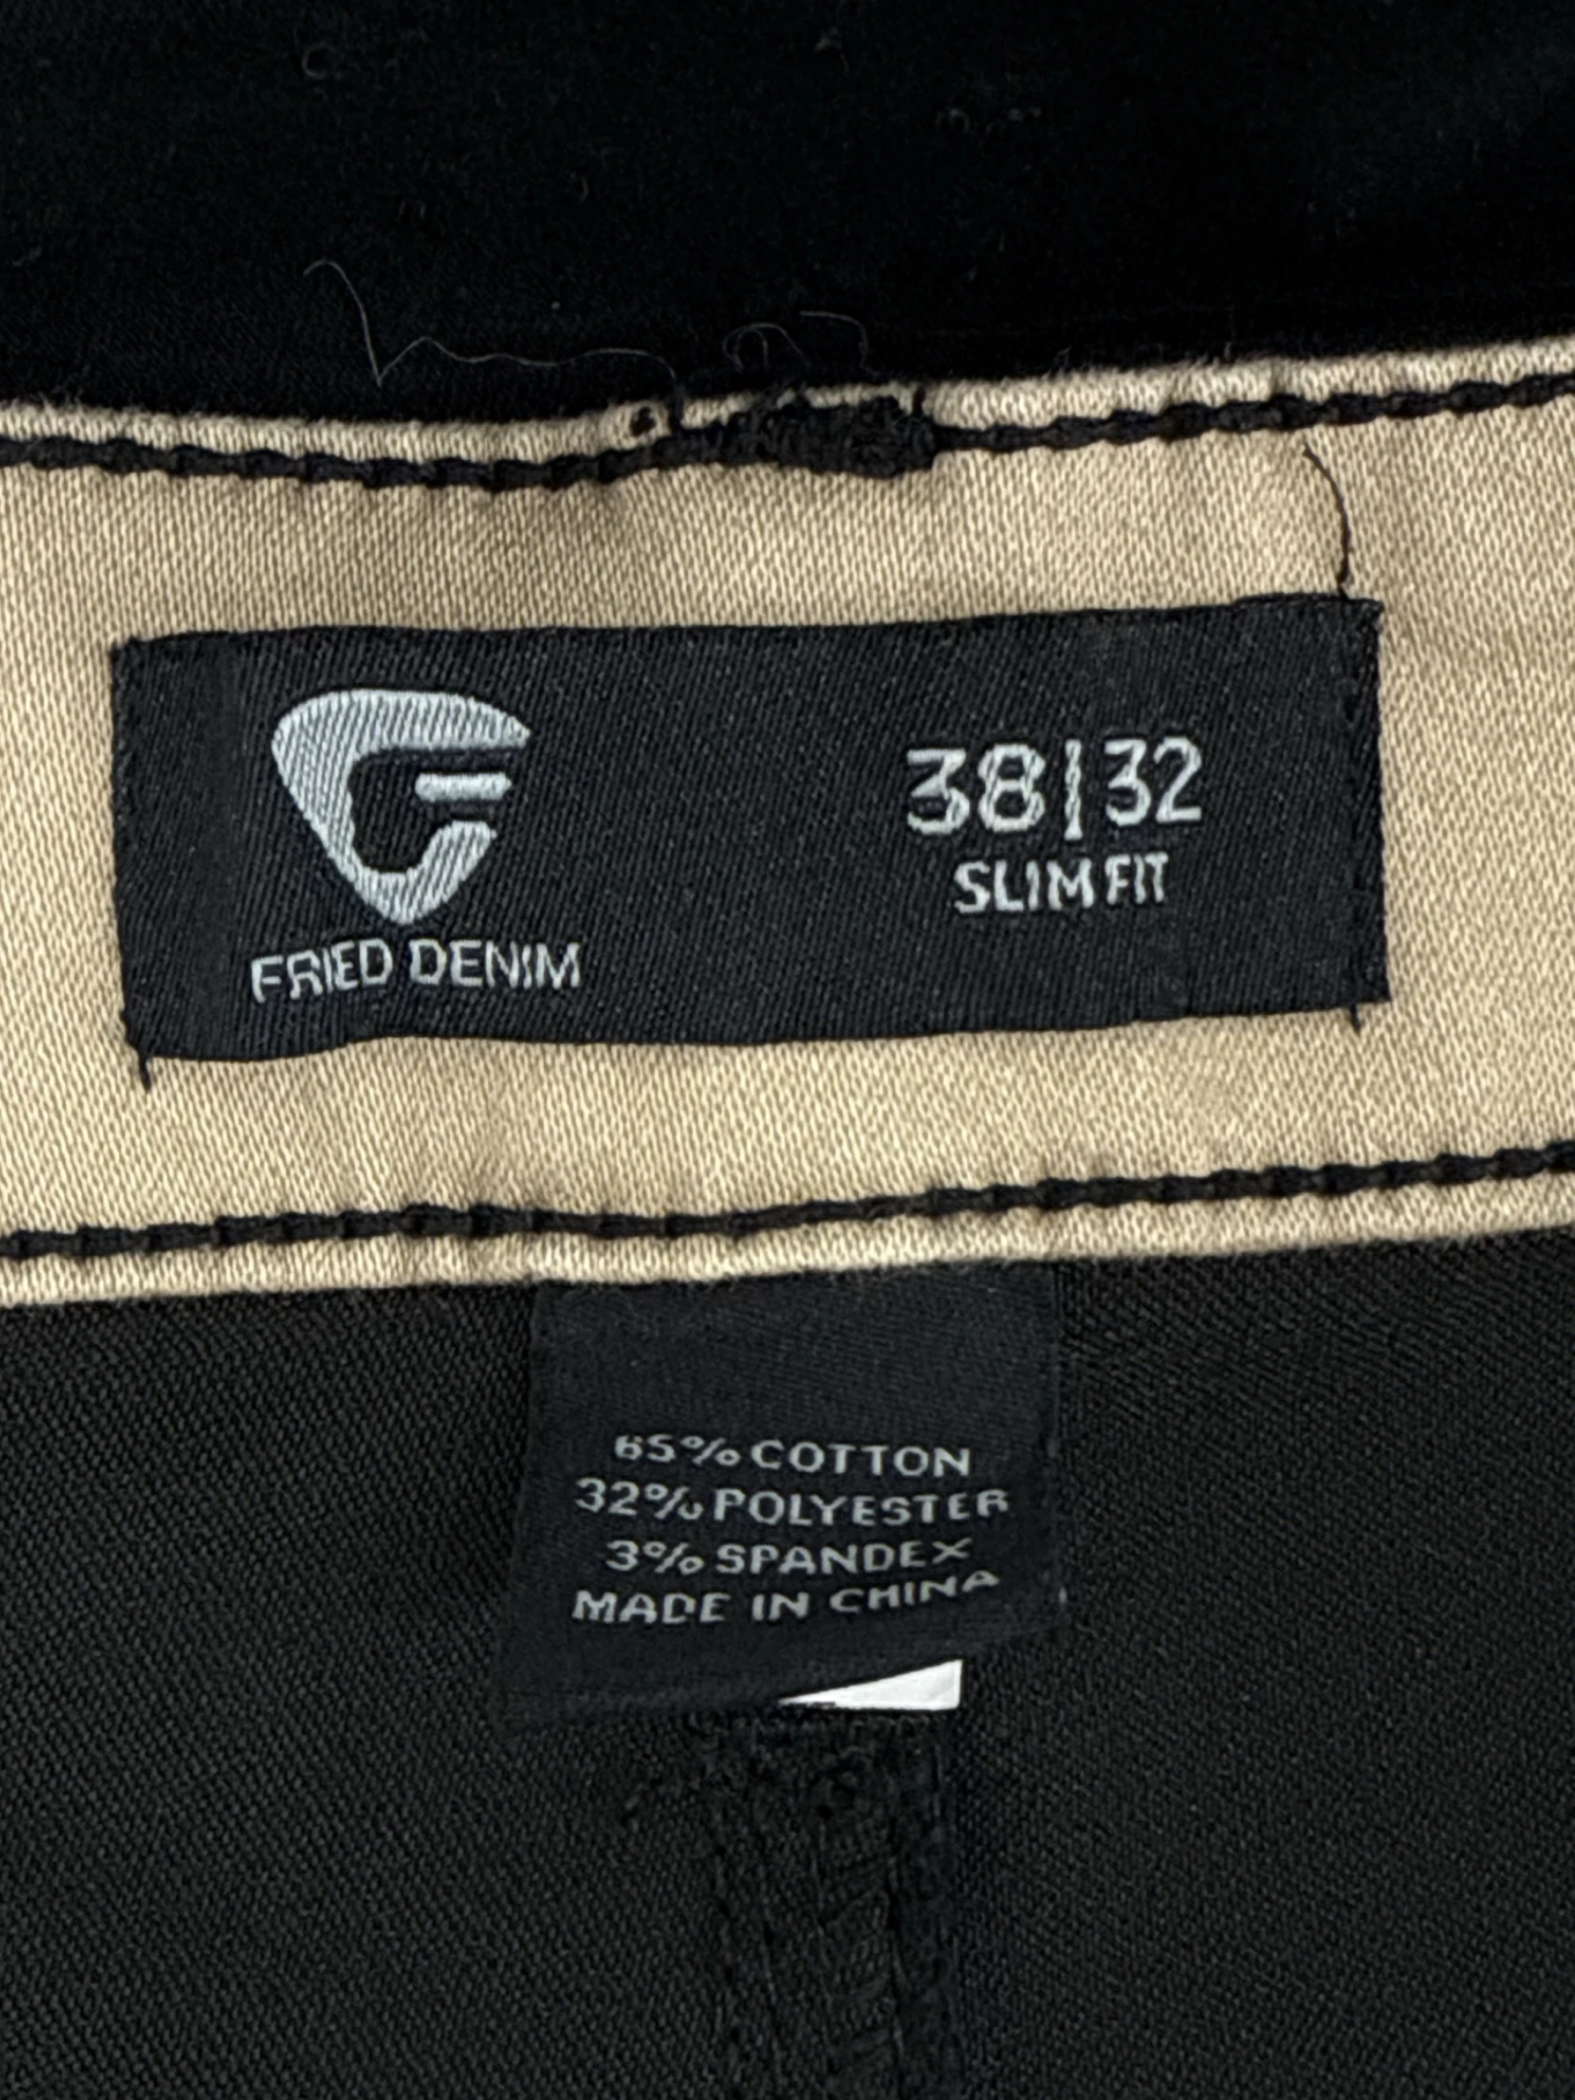 FRIED DENIM
38|32
SLIM FIT
65% COTTON
32% POLYESTER
3% SPANDEX
MADE IN CHINA